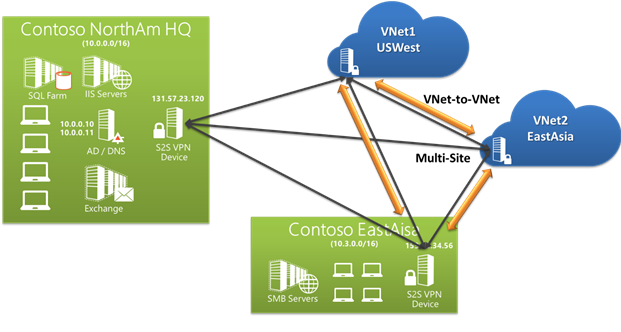 Contoso NorthAm HQ
(10.0.0.0/16)
SQL Farm
IIS Servers
131.57.23.120
10.0.0.10
10.0.0.11
AD / DNS
S2S VPN
Device
Exchange
VNet1
USWest
VNet-to-VNet
VNet2
EastAsia
Multi-Site
Contoso EastAisa
(10.3.0.0/16)
34.56
SMB Servers
S2S VPN
Device